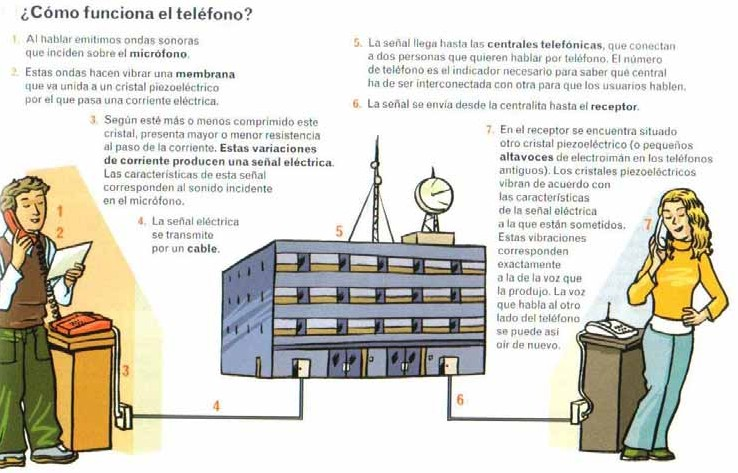 ¿Cómo funciona el teléfono?
1. Al hablar emitimos ondas sonoras
que inciden sobre el micrófono.
2. Estas ondas hacen vibrar una membrana
que va unida a un cristal piezoeléctrico
por el que pasa una corriente eléctrica.
3. Según esté más o menos comprimido este
cristal, presenta mayor o menor resistencia
al paso de la corriente. Estas variaciones
de corriente producen una señal eléctrica.
Las características de esta señal
corresponden al sonido incidente
en el micrófono.
4. La señal eléctrica
se transmite
por un cable.
5. La señal llega hasta las centrales telefónicas, que conectan
a dos personas que quieren hablar por teléfono. El número
de teléfono es el indicador necesario para saber qué central
ha de ser interconectada con otra para que los usuarios hablen.
6. La señal se envía desde la centralita hasta el receptor.
7. En el receptor se encuentra situado
otro cristal piezoeléctrico (o pequeños
altavoces de electroimán en los teléfonos
antiguos). Los cristales piezoeléctricos
vibran de acuerdo con
las características
de la señal eléctrica
a la que están sometidos.
Estas vibraciones
corresponden
exactamente
a la de la voz que
la produjo. La voz
que habla al otro
lado del teléfono
se puede así
oír de nuevo.
1
2
3
4
5
6
7